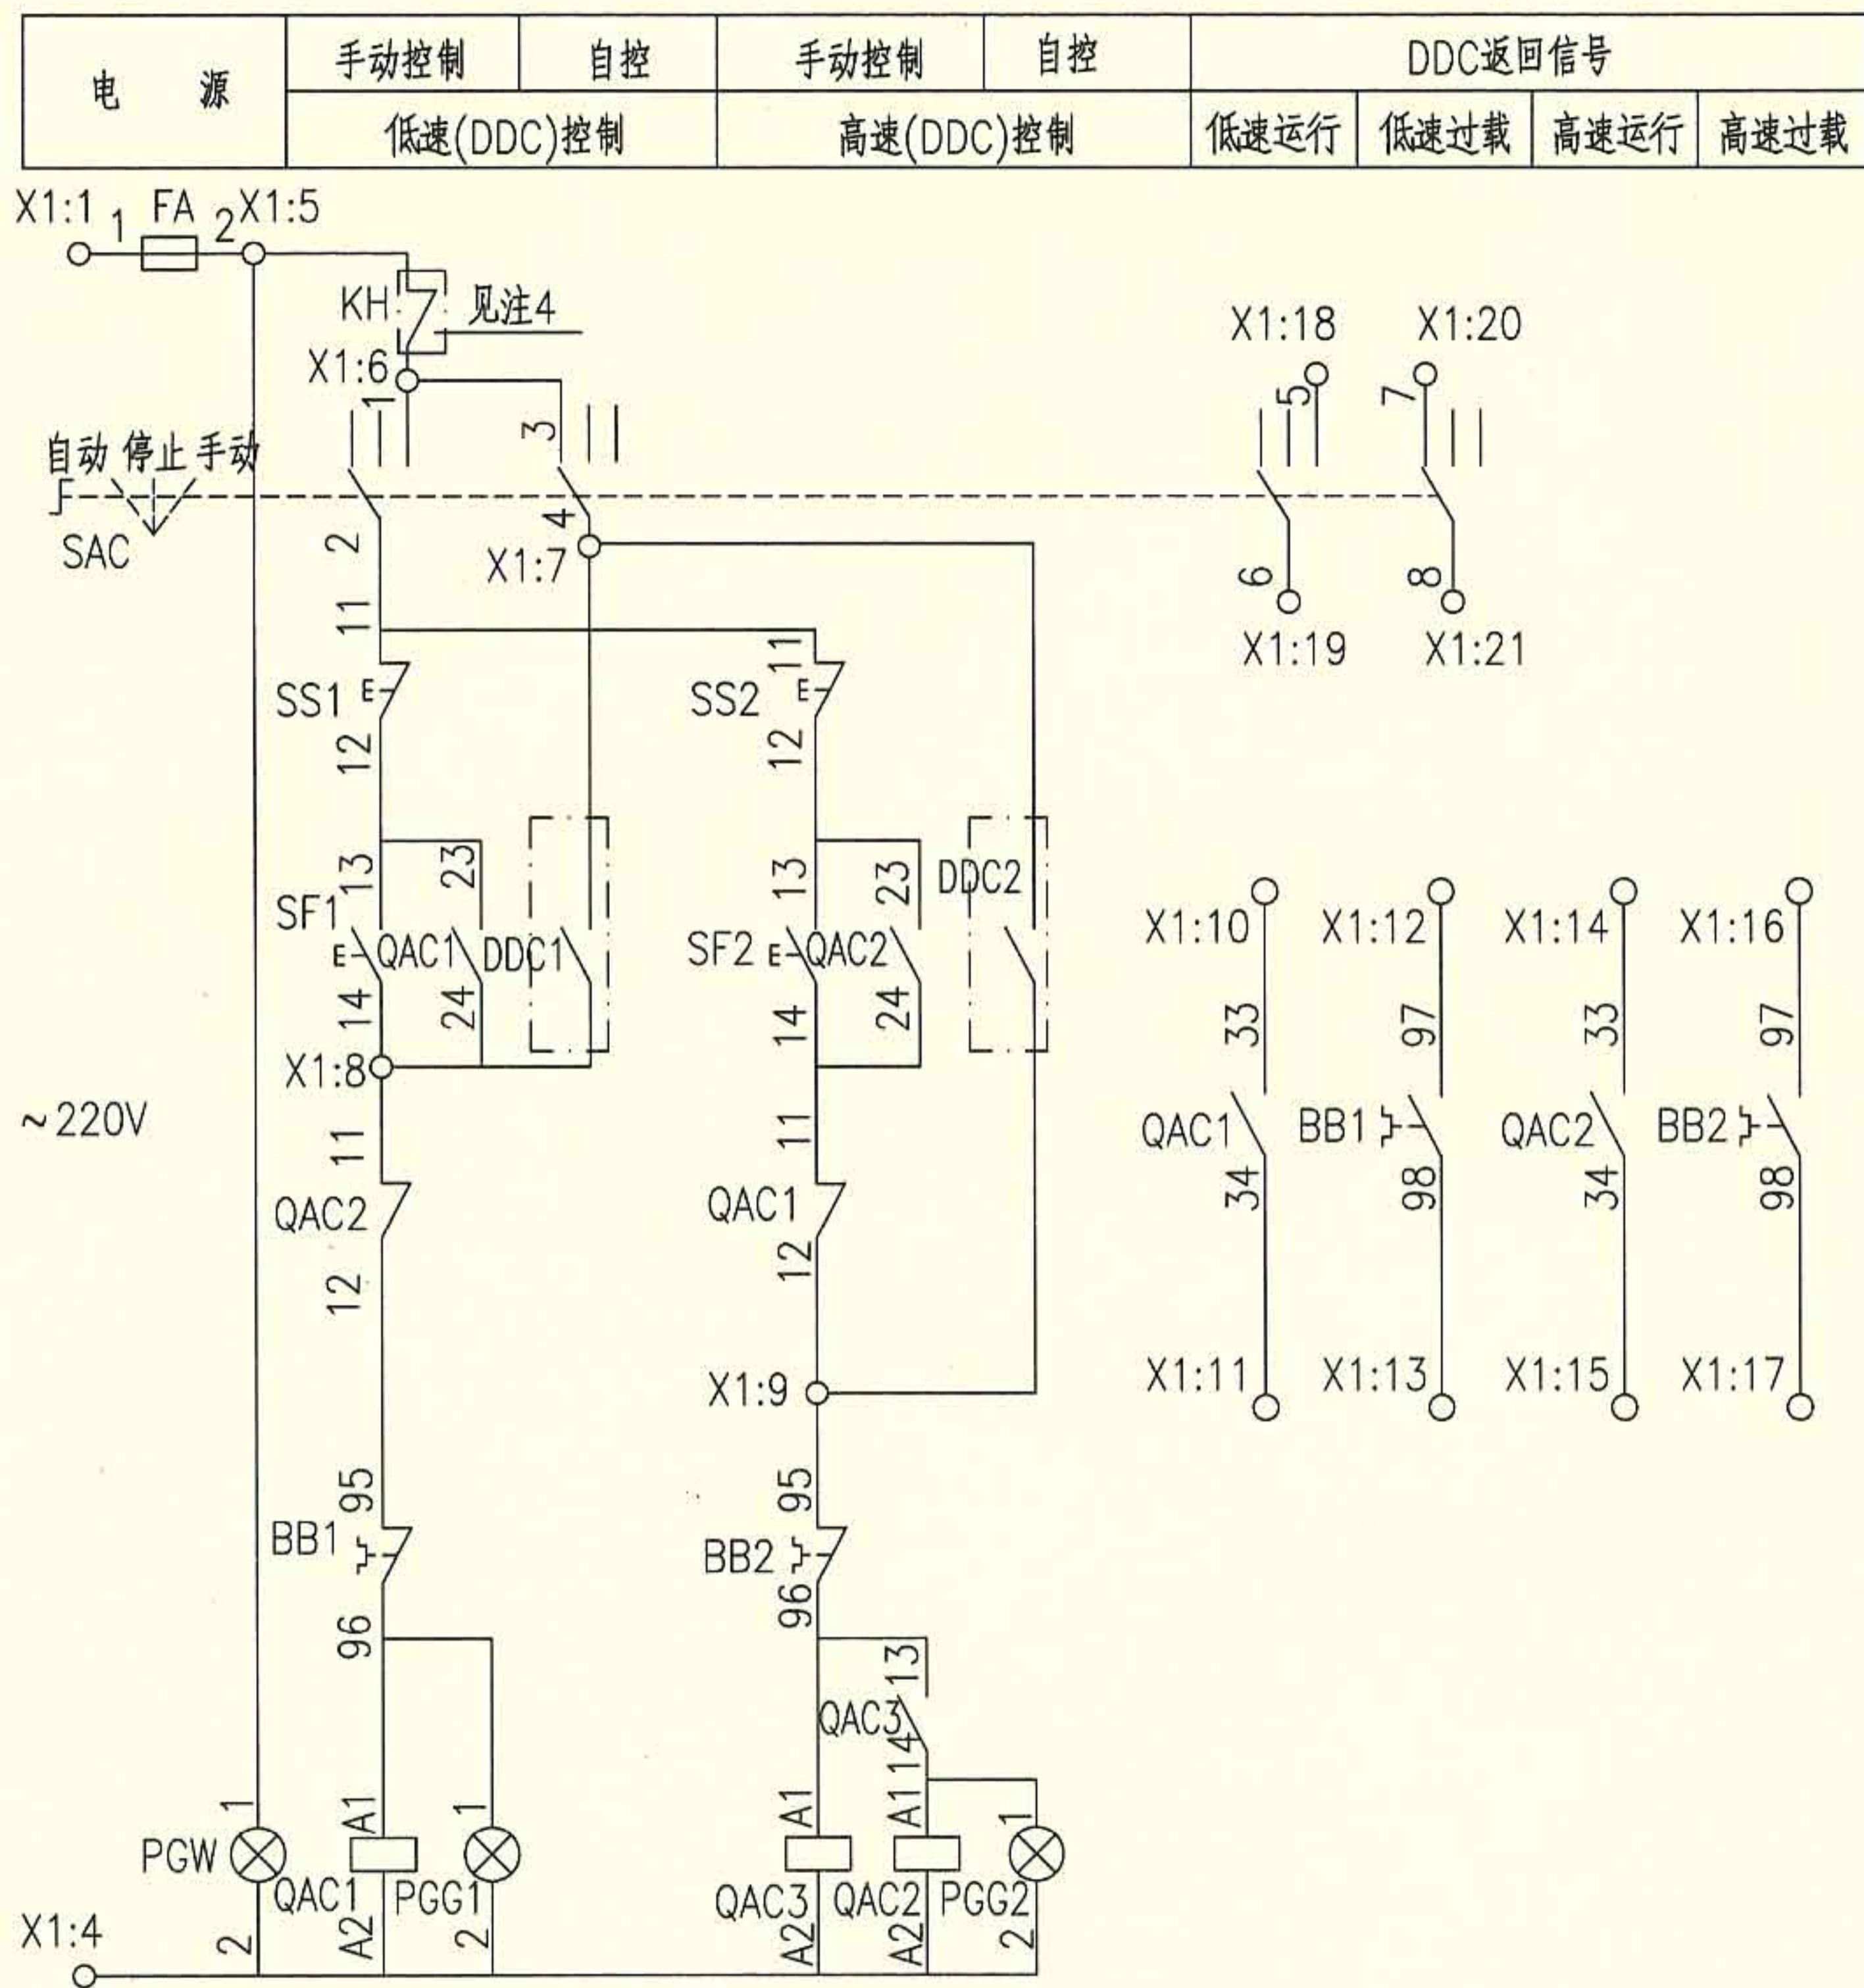 电 源
手动控制 自控 手动控制 自控 DDC返回信号
低速(DDC)控制 高速(DDC)控制 低速运行 低速过载 高速运行 高速过载
X1:1 1 FA 2 X1:5
KH 见注4
X1:18 X1:20
X1:6
1 3 5 7
自动 停止 手动
SAC
2 4 6 8
X1:7
X1:19 X1:21
11 11
SS1 E SS2 E
12 12
13 23 13 23 DDC2
SF1 E QAC1 DDC1 SF2 E QAC2
14 24 14 24
X1:10 X1:12 X1:14 X1:16
33 97 33 97
X1:8
~220V
11 11
QAC1 BB1 QAC2 BB2
34 98 34 98
QAC2 QAC1
12 12
X1:9
X1:11 X1:13 X1:15 X1:17
95 95
BB1 BB2
96 96
13
QAC3
14
1 A1 1 A1 A1 1
PGW QAC1 PGG1 QAC3 QAC2 PGG2
2 A2 2 A2 A2 2
X1:4